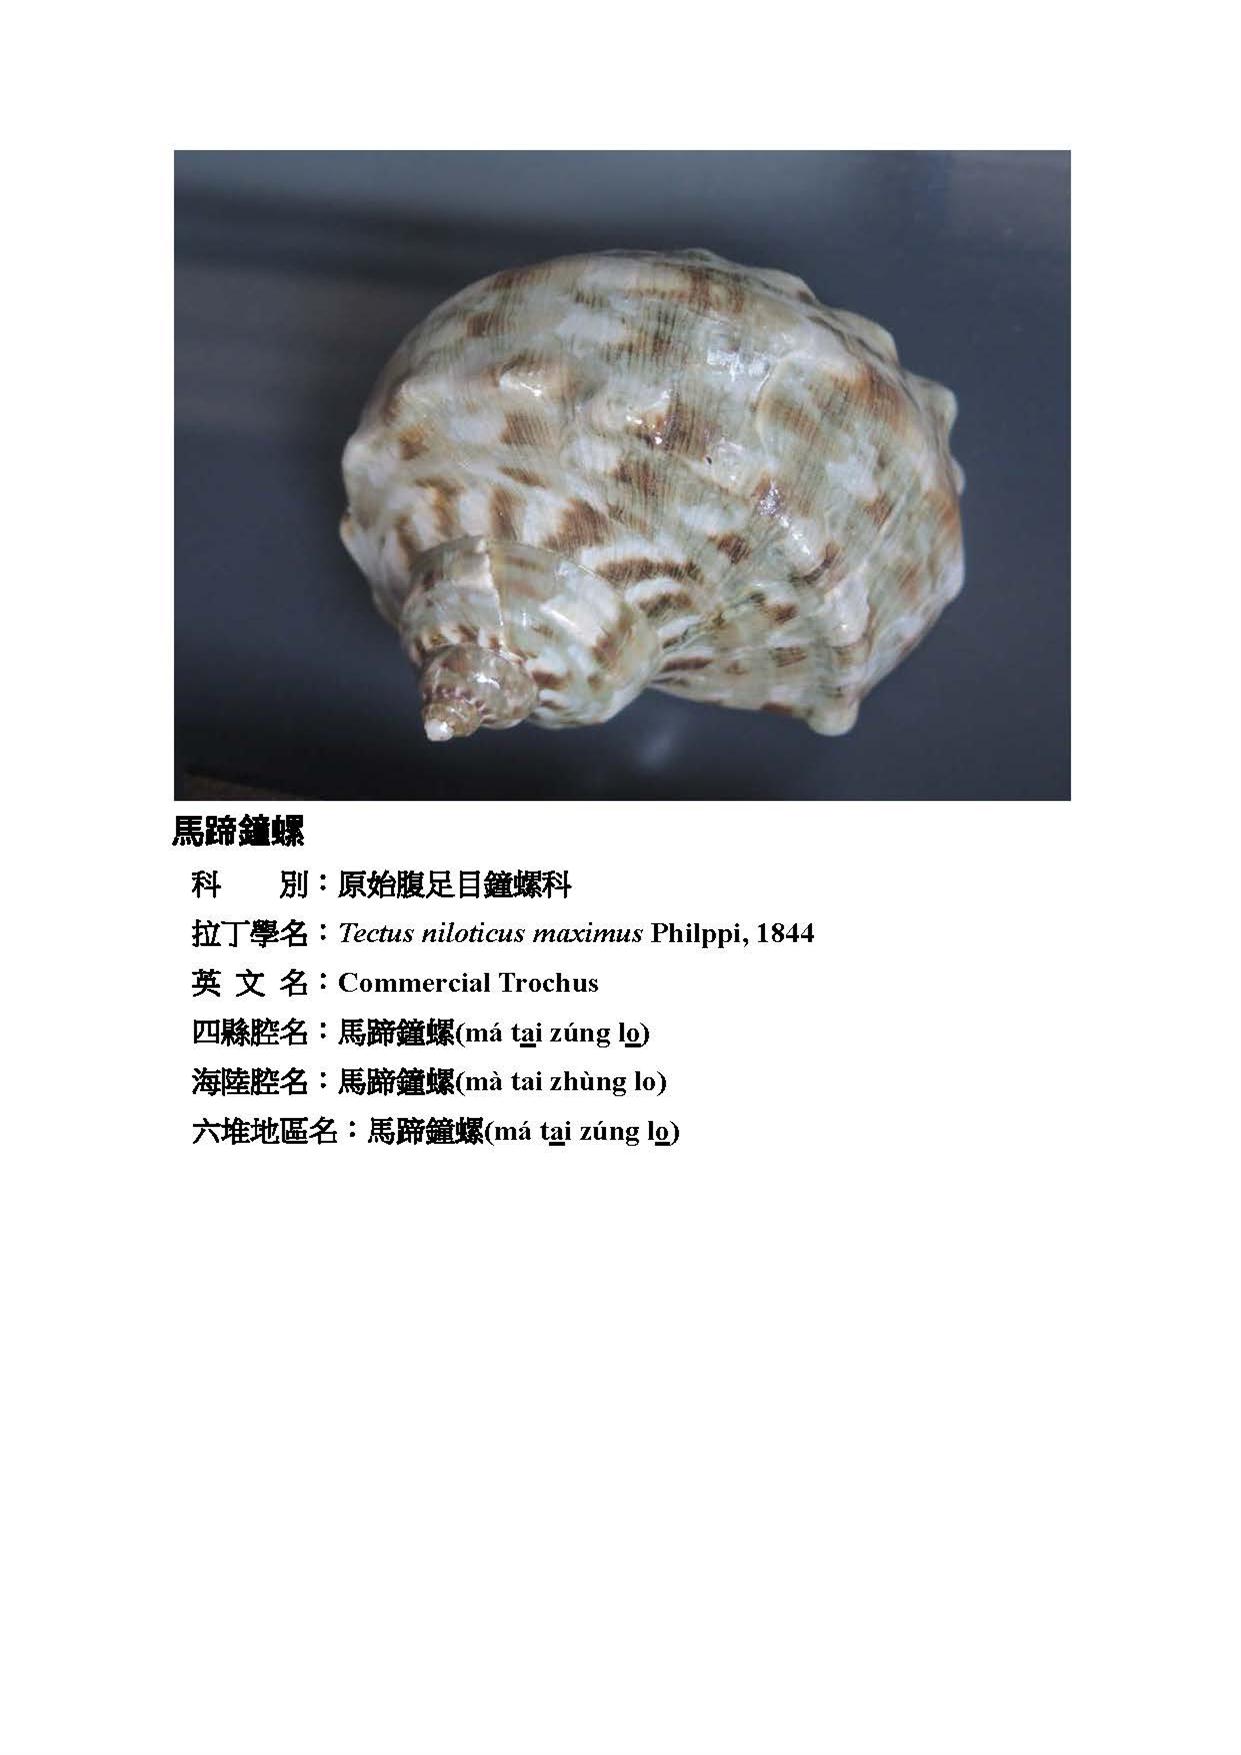 馬蹄鐘螺
科　　別：原始腹足目鐘螺科
拉丁學名：Tectus niloticus maximus Philppi, 1844
英 文 名：Commercial Trochus
四縣腔名：馬蹄鐘螺(má ta̲i zúng lo̲)
海陸腔名：馬蹄鐘螺(mà tai zhùng lo)
六堆地區名：馬蹄鐘螺(má ta̲i zúng lo̲)